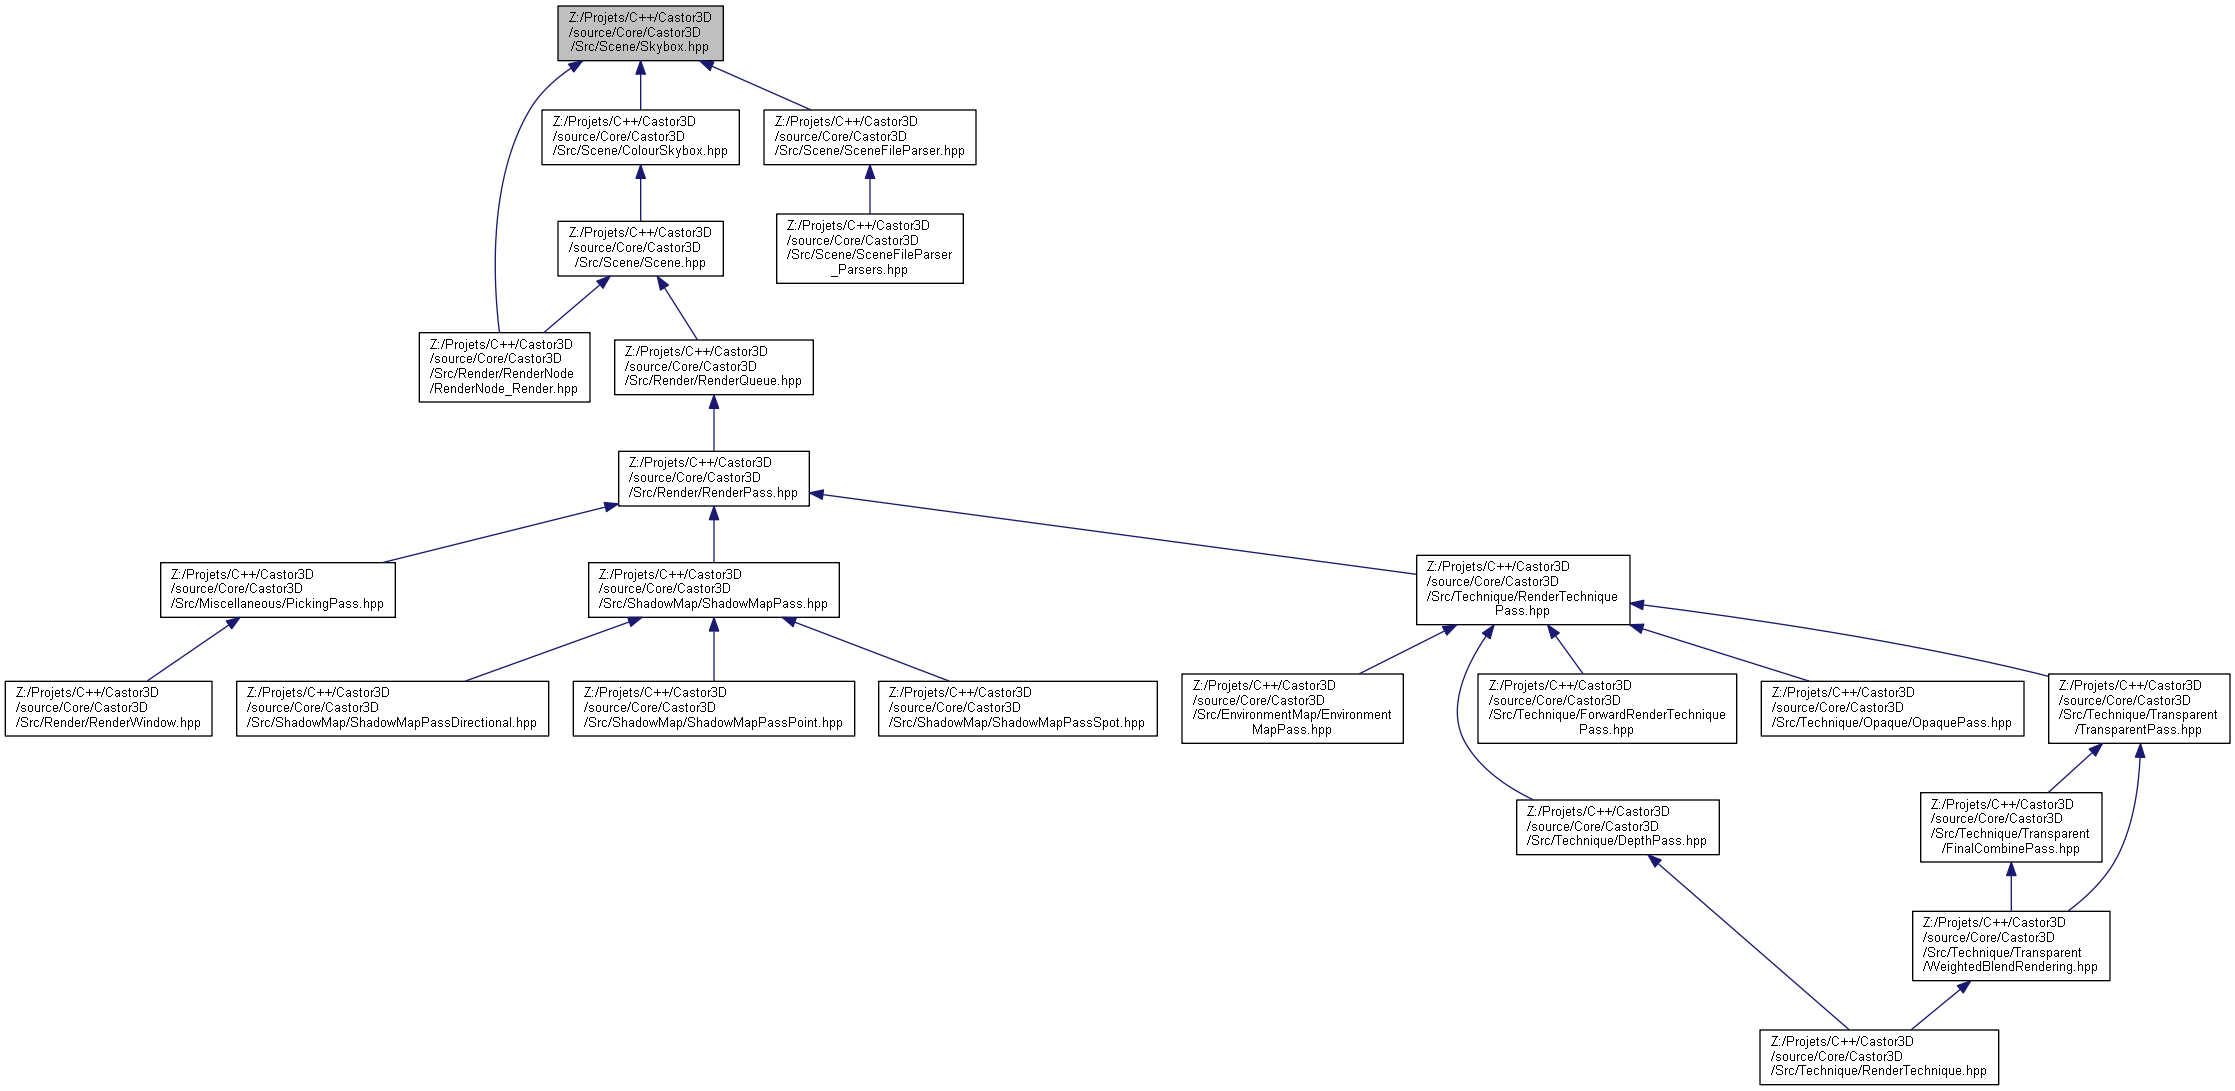 Z:/Projets/C++/Castor3D
/source/Core/Castor3D
/Src/Scene/Skybox.hpp
Z:/Projets/C++/Castor3D
/source/Core/Castor3D
/Src/Scene/ColourSkybox.hpp
Z:/Projets/C++/Castor3D
/source/Core/Castor3D
/Src/Scene/SceneFileParser.hpp
Z:/Projets/C++/Castor3D
/source/Core/Castor3D
/Src/Scene/Scene.hpp
Z:/Projets/C++/Castor3D
/source/Core/Castor3D
/Src/Scene/SceneFileParser
_Parsers.hpp
Z:/Projets/C++/Castor3D
/source/Core/Castor3D
/Src/Render/RenderNode
/RenderNode_Render.hpp
Z:/Projets/C++/Castor3D
/source/Core/Castor3D
/Src/Render/RenderQueue.hpp
Z:/Projets/C++/Castor3D
/source/Core/Castor3D
/Src/Render/RenderPass.hpp
Z:/Projets/C++/Castor3D
/source/Core/Castor3D
/Src/Miscellaneous/PickingPass.hpp
Z:/Projets/C++/Castor3D
/source/Core/Castor3D
/Src/ShadowMap/ShadowMapPass.hpp
Z:/Projets/C++/Castor3D
/source/Core/Castor3D
/Src/Technique/RenderTechnique
Pass.hpp
Z:/Projets/C++/Castor3D
/source/Core/Castor3D
/Src/Render/RenderWindow.hpp
Z:/Projets/C++/Castor3D
/source/Core/Castor3D
/Src/ShadowMap/ShadowMapPassDirectional.hpp
Z:/Projets/C++/Castor3D
/source/Core/Castor3D
/Src/ShadowMap/ShadowMapPassPoint.hpp
Z:/Projets/C++/Castor3D
/source/Core/Castor3D
/Src/ShadowMap/ShadowMapPassSpot.hpp
Z:/Projets/C++/Castor3D
/source/Core/Castor3D
/Src/EnvironmentMap/Environment
MapPass.hpp
Z:/Projets/C++/Castor3D
/source/Core/Castor3D
/Src/Technique/ForwardRenderTechnique
Pass.hpp
Z:/Projets/C++/Castor3D
/source/Core/Castor3D
/Src/Technique/Opaque/OpaquePass.hpp
Z:/Projets/C++/Castor3D
/source/Core/Castor3D
/Src/Technique/Transparent
/TransparentPass.hpp
Z:/Projets/C++/Castor3D
/source/Core/Castor3D
/Src/Technique/DepthPass.hpp
Z:/Projets/C++/Castor3D
/source/Core/Castor3D
/Src/Technique/Transparent
/FinalCombinePass.hpp
Z:/Projets/C++/Castor3D
/source/Core/Castor3D
/Src/Technique/Transparent
/WeightedBlendRendering.hpp
Z:/Projets/C++/Castor3D
/source/Core/Castor3D
/Src/Technique/RenderTechnique.hpp